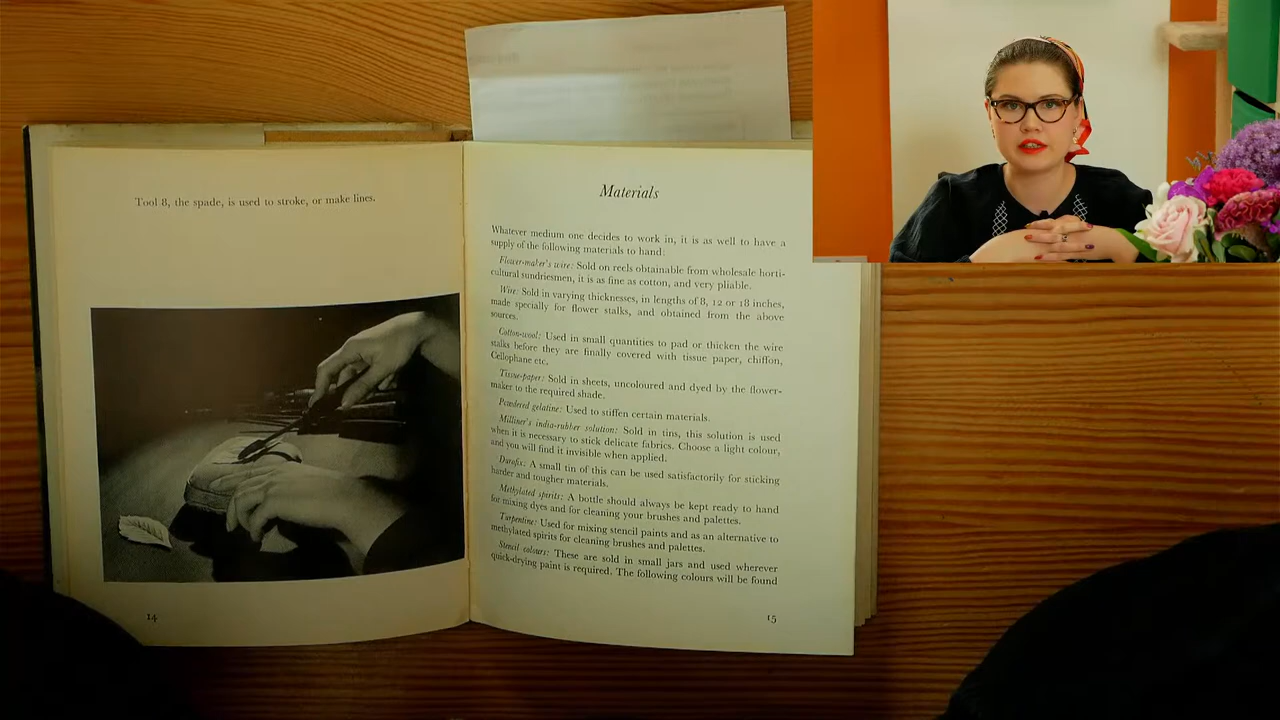 Tool 8, the spade, is used to stroke, or make lines.
14
Materials
Whatever medium one decides to work in, it is as well to have a
supply of the following materials to hand:
Flower-maker's wire: Sold on reels obtainable from wholesale horti-
cultural sundriesmen, it is as fine as cotton, and very pliable.
Wire: Sold in varying thicknesses, in lengths of 8, 12 or 18 inches,
made specially for flower stalks, and obtained from the above
sources.
Cotton-wool: Used in small quantities to pad or thicken the wire
stalks before they are finally covered with tissue paper, chiffon,
Cellophane etc.
Tissue-paper: Sold in sheets, uncoloured and dyed by the flower-
maker to the required shade.
Powdered gelatine: Used to stiffen certain materials.
Milliner's india-rubber solution: Sold in tins, this solution is used
when it is necessary to stick delicate fabrics. Choose a light colour,
and you will find it invisible when applied.
Durofix: A small tin of this can be used satisfactorily for sticking
harder and tougher materials.
Methylated spirits: A bottle should always be kept ready to hand
for mixing dyes and for cleaning your brushes and palettes.
Turpentine: Used for mixing stencil paints and as an alternative to
methylated spirits for cleaning brushes and palettes.
Stencil colours: These are sold in small jars and used wherever
quick-drying paint is required. The following colours will be found
15